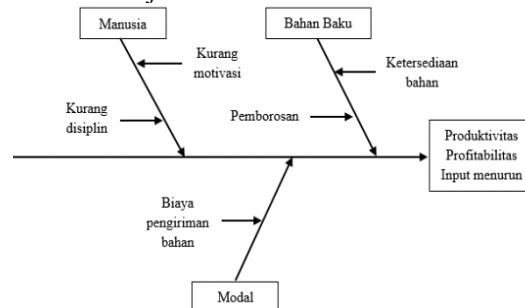 Manusia
Bahan Baku
Kurang
motivasi
Ketersediaan
bahan
Kurang
disiplin
Pemborosan
Produktivitas
Profitabilitas
Input menurun
Biaya
pengiriman
bahan
Modal